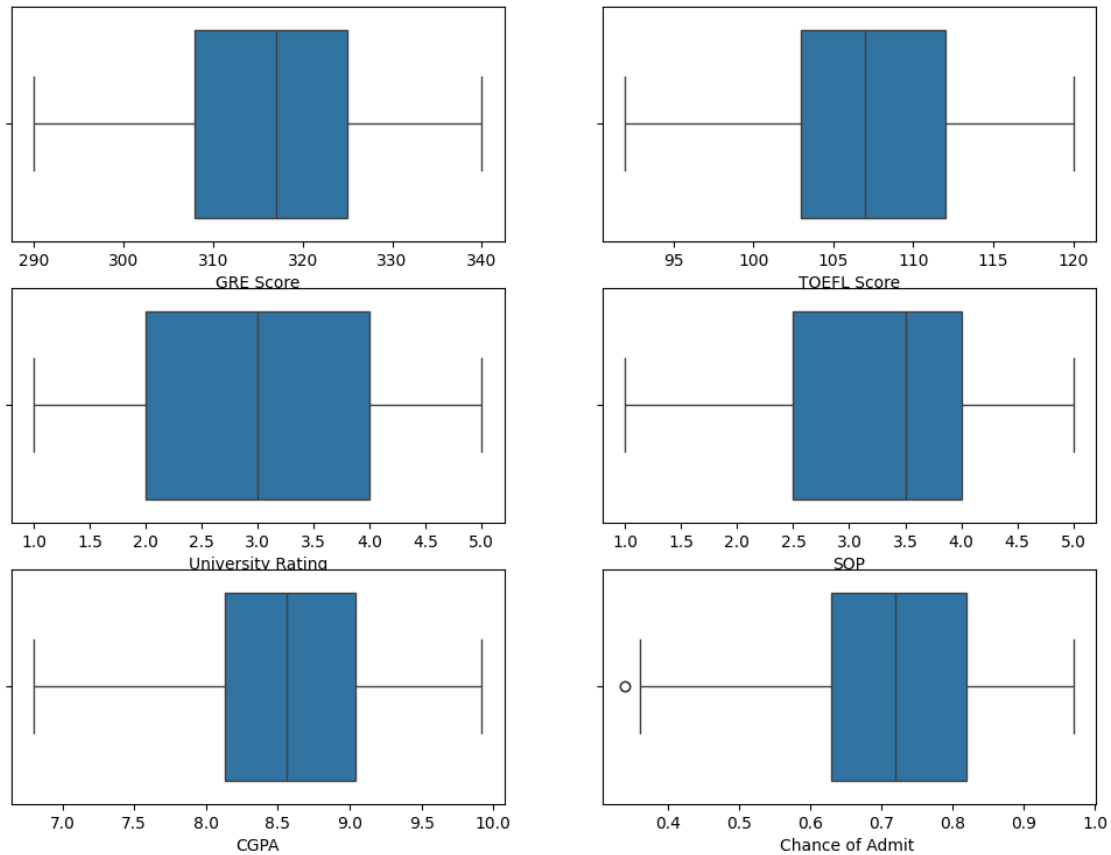 290 300 310 320 330 340
GRE Score
95 100 105 110 115 120
TOEFL Score
1.0 1.5 2.0 2.5 3.0 3.5 4.0 4.5 5.0
University Rating
1.0 1.5 2.0 2.5 3.0 3.5 4.0 4.5 5.0
SOP
7.0 7.5 8.0 8.5 9.0 9.5 10.0
CGPA
0.4 0.5 0.6 0.7 0.8 0.9 1.0
Chance of Admit